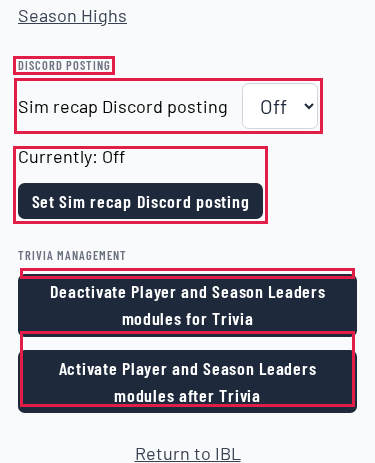 Season Highs
DISCORD POSTING
Sim recap Discord posting Off
Currently: Off
Set Sim recap Discord posting
TRIVIA MANAGEMENT
Deactivate Player and Season Leaders
modules for Trivia
Activate Player and Season Leaders
modules after Trivia
Return to IBL